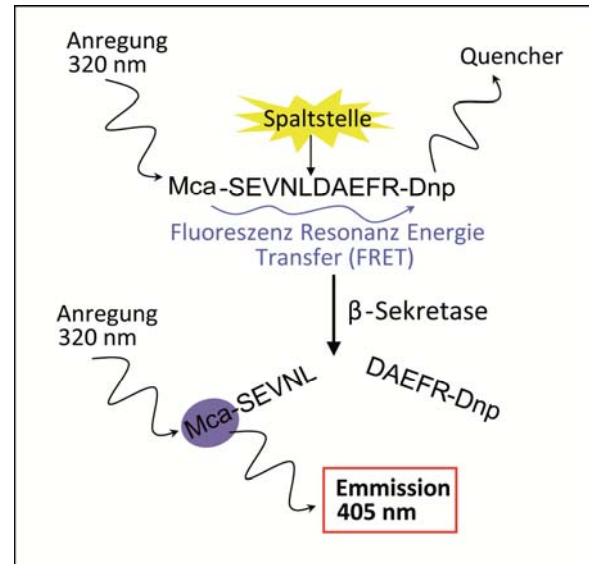 Anregung
320 nm
Quencher
Spaltstelle
Mca-SEVNLDAEFR-Dnp
Fluoreszenz Resonanz Energie
Transfer (FRET)
β-Sekretase
Anregung
320 nm
Mca-SEVNL
DAEFR-Dnp
Emmission
405 nm